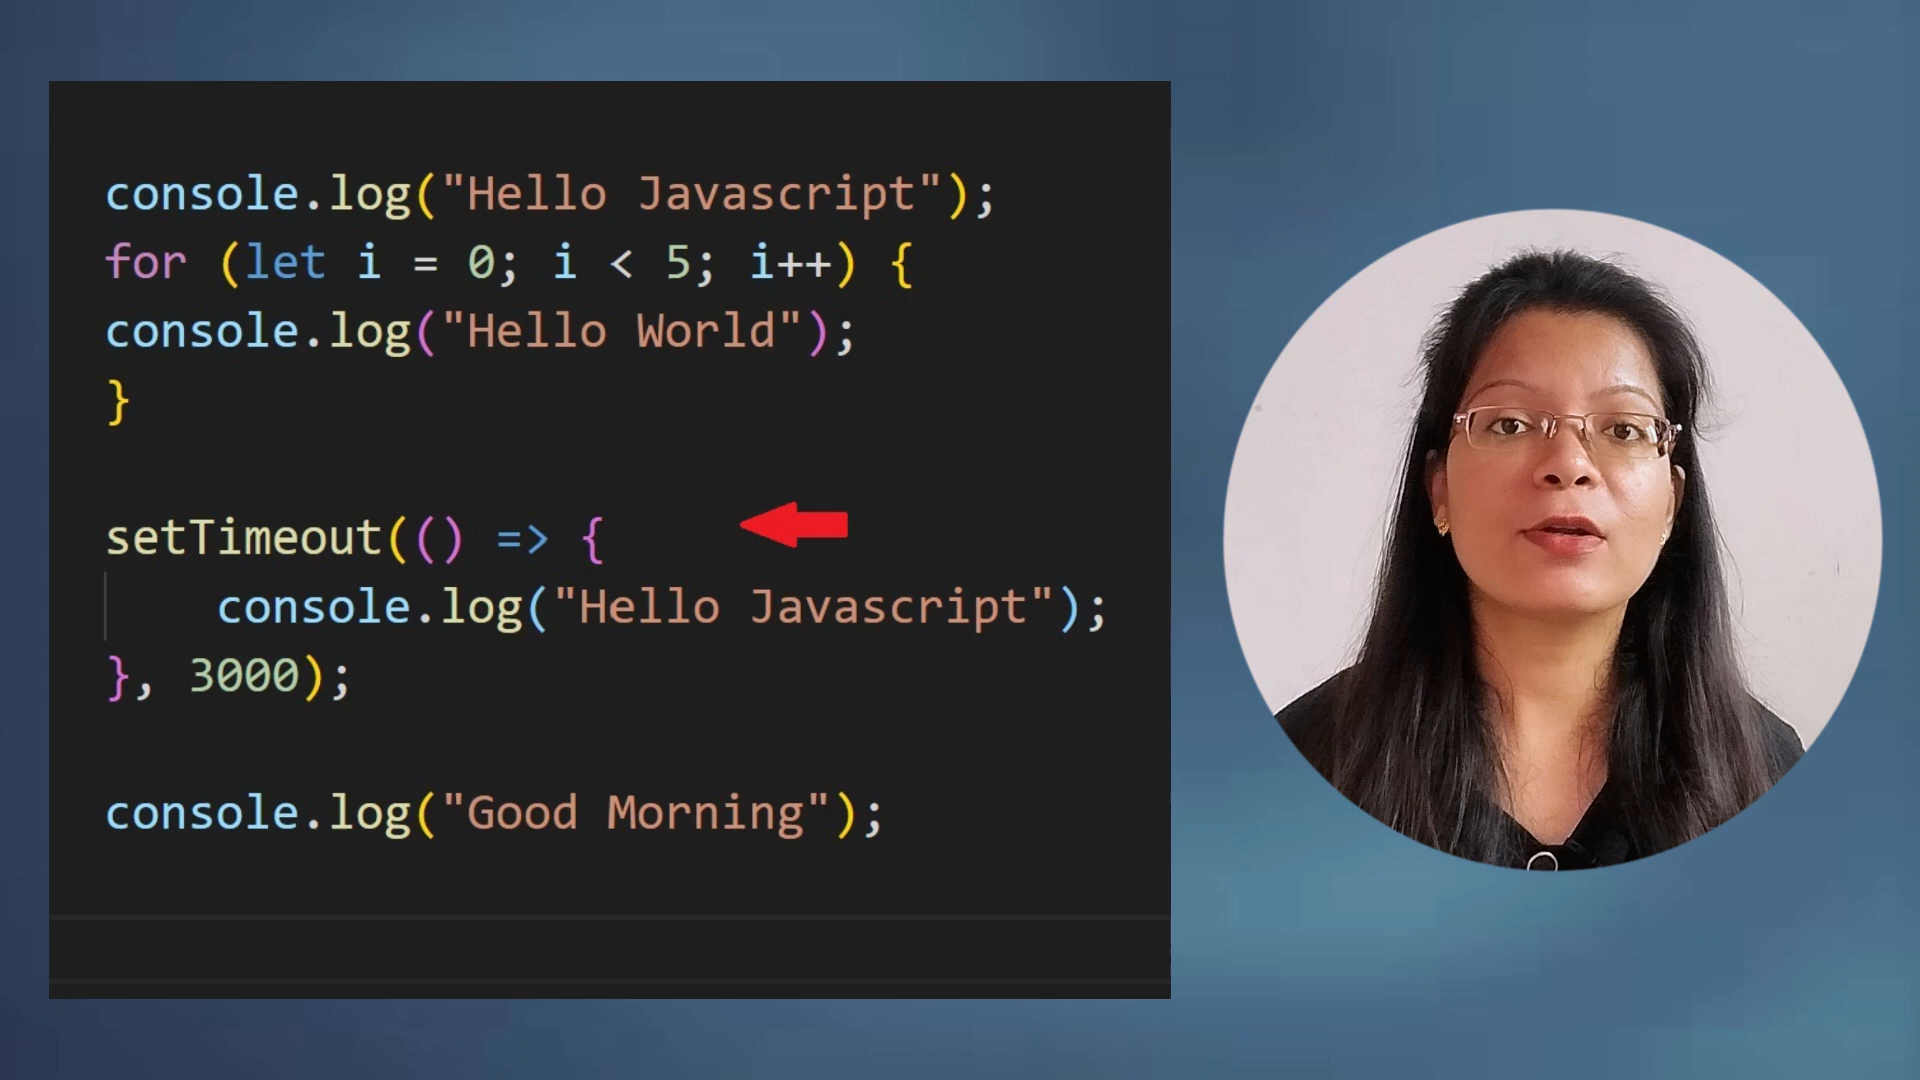 console.log("Hello Javascript");
for (let i = 0; i < 5; i++) {
console.log("Hello World");
}
setTimeout(() => {
console.log("Hello Javascript");
}, 3000);
console.log("Good Morning");